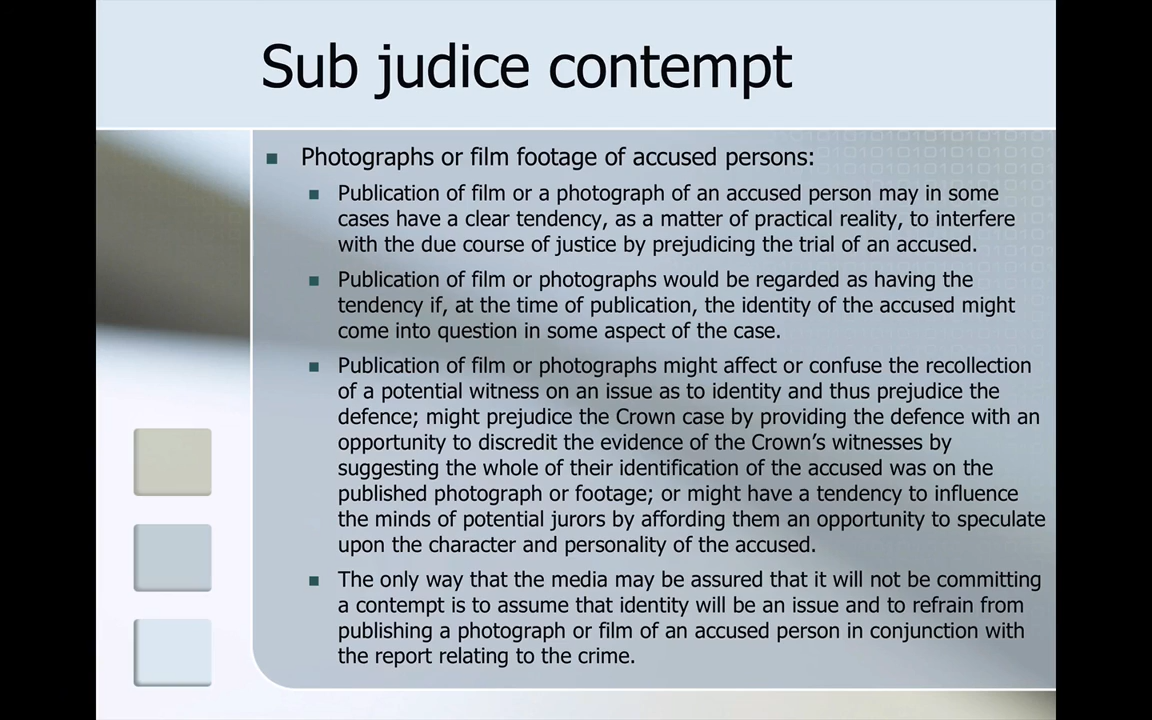 Sub judice contempt
Photographs or film footage of accused persons:
Publication of film or a photograph of an accused person may in some
cases have a clear tendency, as a matter of practical reality, to interfere
with the due course of justice by prejudicing the trial of an accused.
Publication of film or photographs would be regarded as having the
tendency if, at the time of publication, the identity of the accused might
come into question in some aspect of the case.
Publication of film or photographs might affect or confuse the recollection
of a potential witness on an issue as to identity and thus prejudice the
defence; might prejudice the Crown case by providing the defence with an
opportunity to discredit the evidence of the Crown’s witnesses by
suggesting the whole of their identification of the accused was on the
published photograph or footage; or might have a tendency to influence
the minds of potential jurors by affording them an opportunity to speculate
upon the character and personality of the accused.
The only way that the media may be assured that it will not be committing
a contempt is to assume that identity will be an issue and to refrain from
publishing a photograph or film of an accused person in conjunction with
the report relating to the crime.